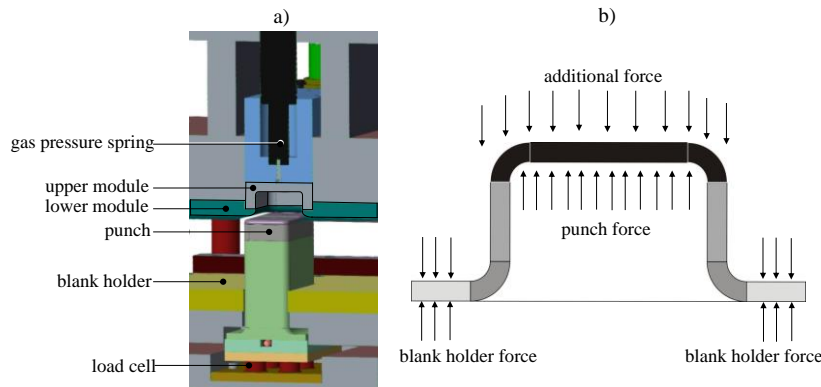 a)
gas pressure spring
upper module
lower module
punch
blank holder
load cell
b)
additional force
punch force
blank holder force
blank holder force